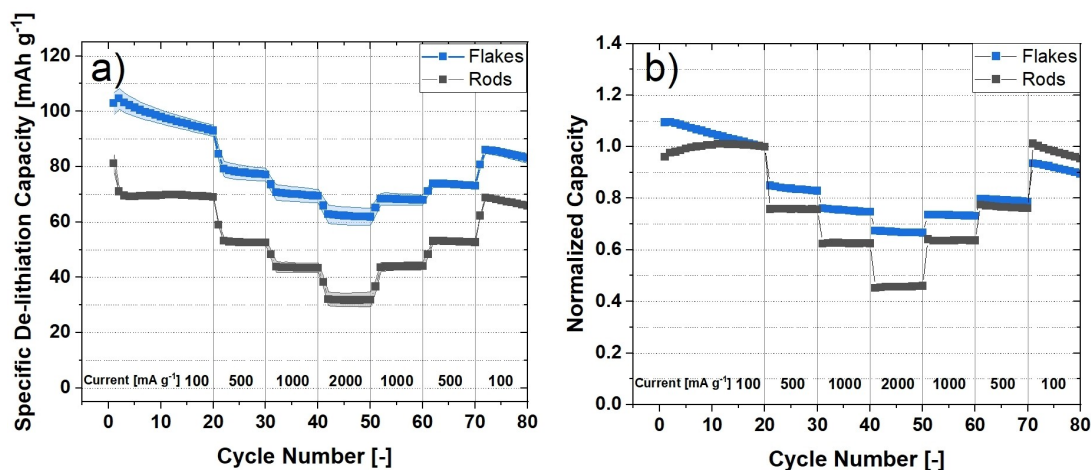 a)
Flakes
Rods
Specific De-lithiation Capacity [mAh g⁻¹]
120
100
80
60
40
20
0
Current [mA g⁻¹] 100 500 1000 2000 1000 500 100
0 10 20 30 40 50 60 70 80
Cycle Number [-]
b)
Flakes
Rods
Normalized Capacity
1.4
1.2
1.0
0.8
0.6
0.4
0.2
0.0
Current [mA g⁻¹] 100 500 1000 2000 1000 500 100
0 10 20 30 40 50 60 70 80
Cycle Number [-]